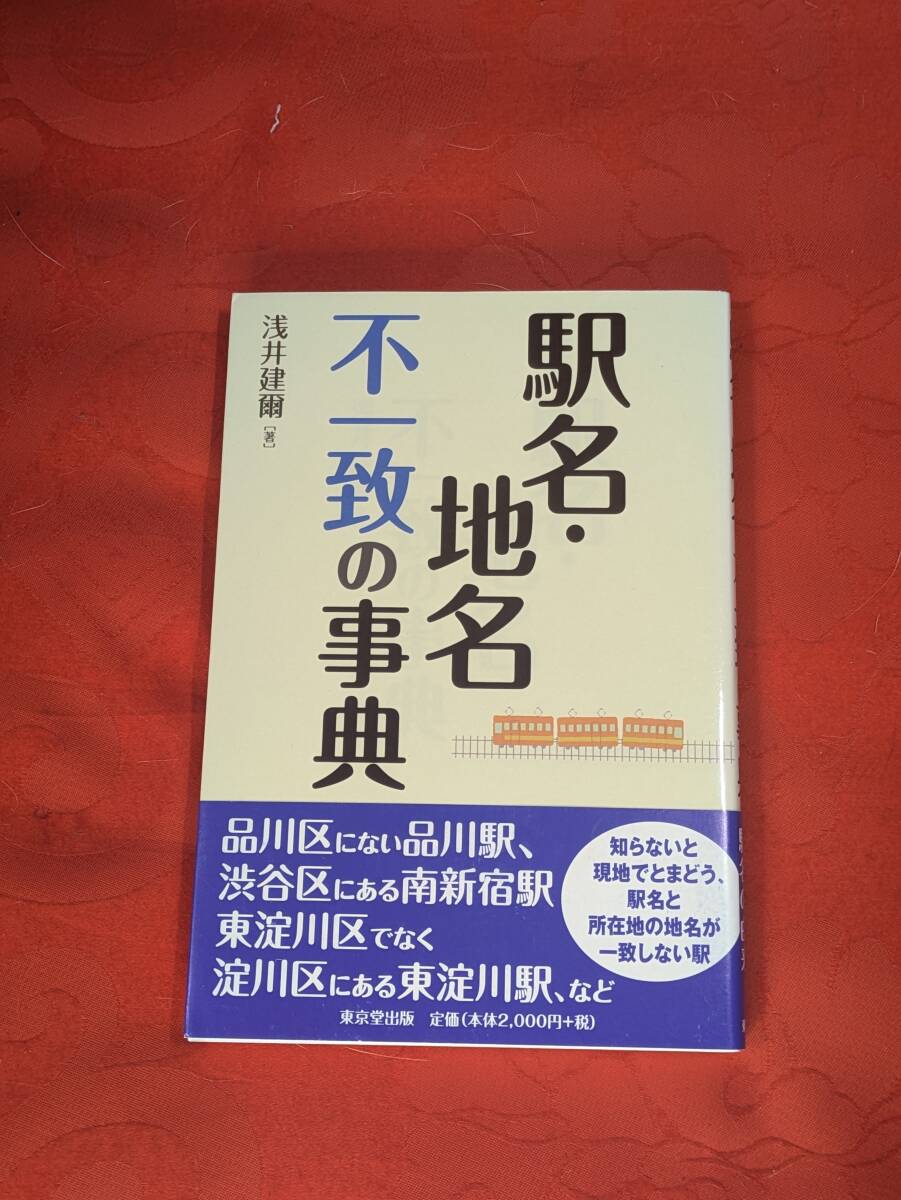 駅名・
地名
不一致の事典
浅井建爾[著]
品川区にない品川駅、
渋谷区にある南新宿駅
東淀川区でなく
淀川区にある東淀川駅、など
知らないと
現地でとまどう、
駅名と
所在地の地名が
一致しない駅
東京堂出版 定価(本体2,000円+税)